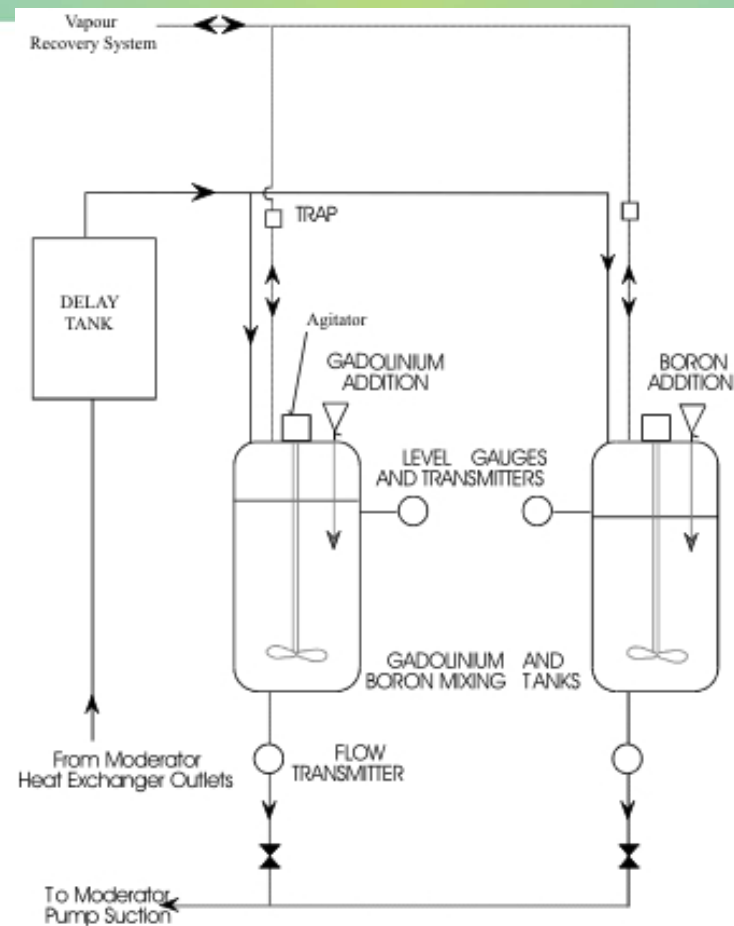 Vapour
Recovery System
TRAP
DELAY
TANK
Agitator
GADOLINIUM
ADDITION
BORON
ADDITION
LEVEL GAUGES
AND TRANSMITTERS
GADOLINIUM AND
BORON MIXING TANKS
From Moderator
Heat Exchanger Outlets
FLOW
TRANSMITTER
To Moderator
Pump Suction